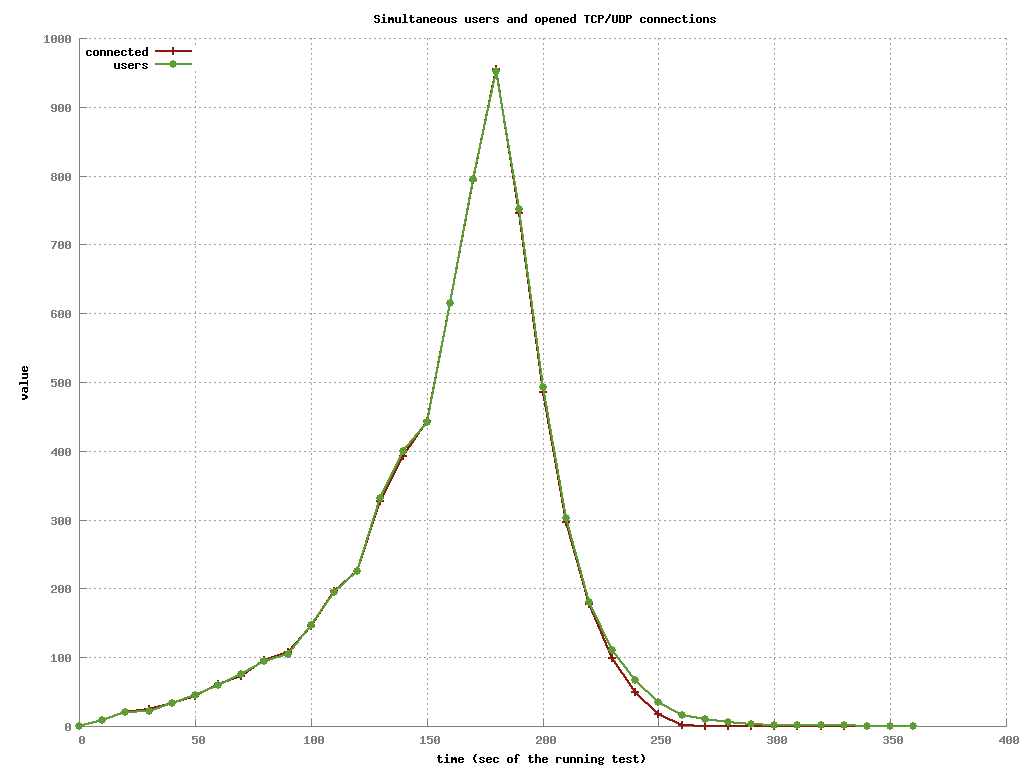 Simultaneous users and opened TCP/UDP connections
1000
900
800
700
600
500
400
300
200
100
0
connected
users
value
0 50 100 150 200 250 300 350 400
time (sec of the running test)